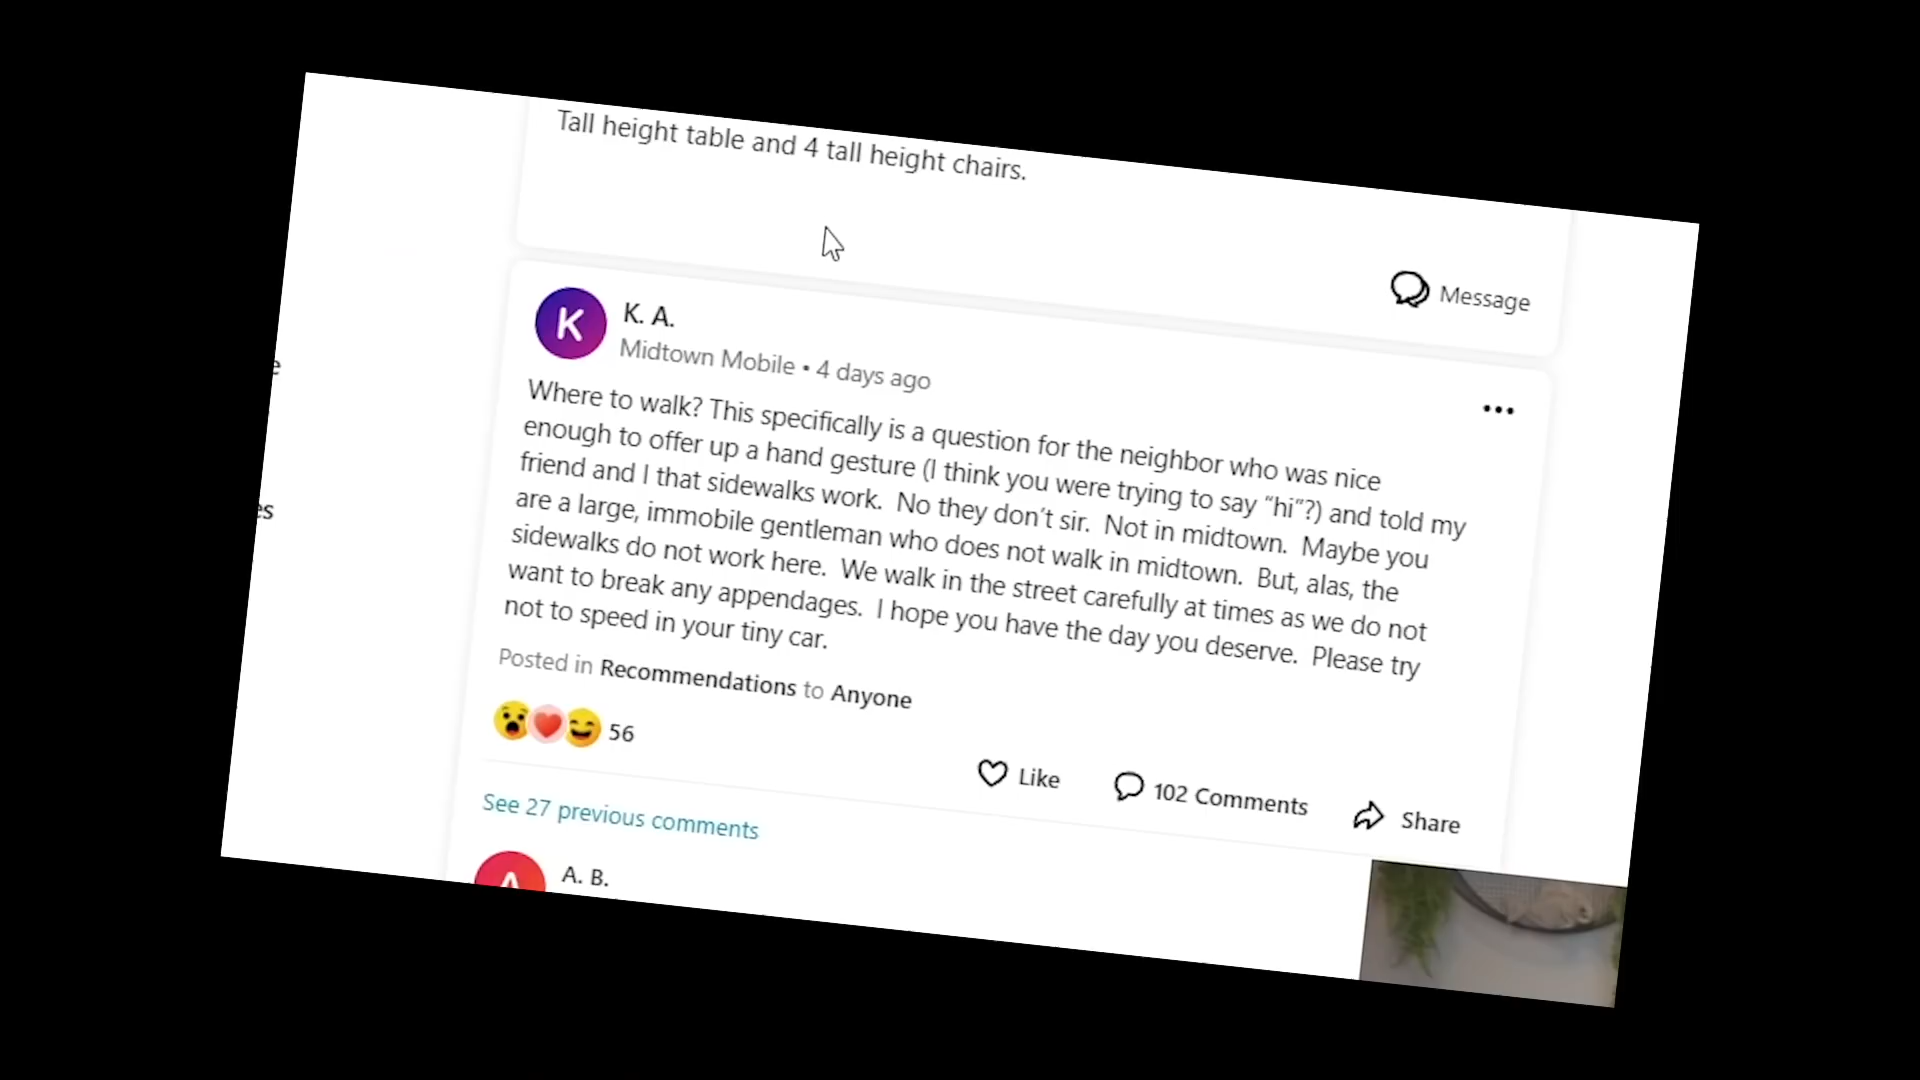 Tall height table and 4 tall height chairs.
Message
K
K. A.
Midtown Mobile • 4 days ago
Where to walk? This specifically is a question for the neighbor who was nice
enough to offer up a hand gesture (I think you were trying to say “hi”?) and told my
friend and I that sidewalks work.  No they don’t sir.  Not in midtown.  Maybe you
are a large, immobile gentleman who does not walk in midtown.  But, alas, the
sidewalks do not work here.  We walk in the street carefully at times as we do not
want to break any appendages.  I hope you have the day you deserve.  Please try
not to speed in your tiny car.
Posted in Recommendations to Anyone
56
Like
102 Comments
Share
See 27 previous comments
A
A. B.
e
es